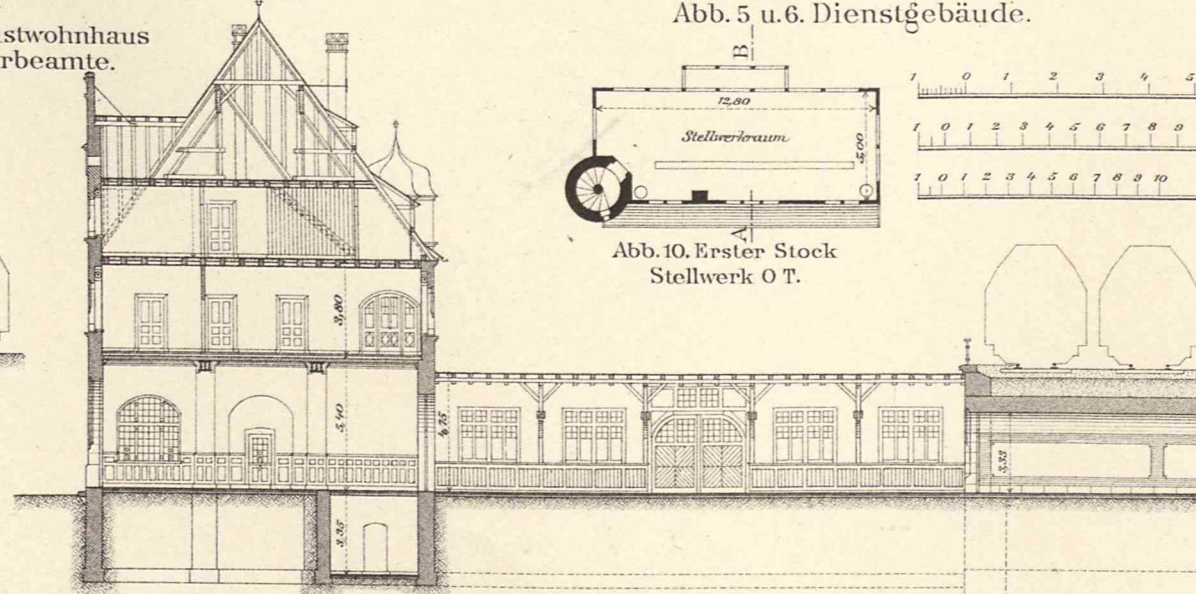 Abb. 5 u. 6. Dienstgebäude.
stwohnhaus
rbeamte.
B
12,80
Stellwerkraum
5,00
A
Abb. 10. Erster Stock
Stellwerk O T.
1 0 1 2 3 4 5
1 0 1 2 3 4 5 6 7 8 9
1 0 1 2 3 4 5 6 7 8 9 10
3,80
5,40
4,75
3,33
3,35